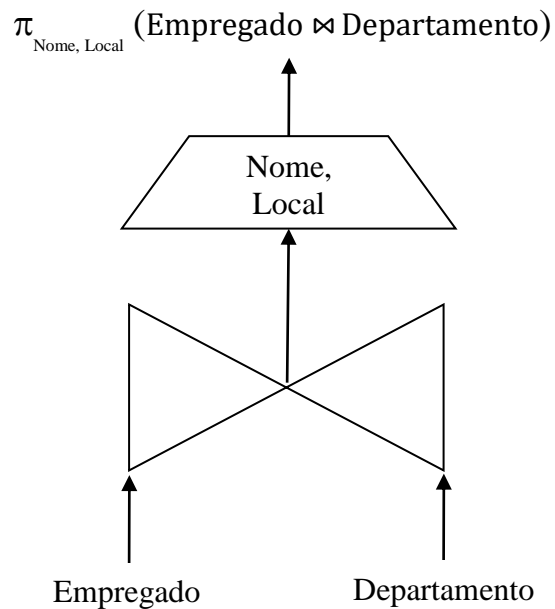 π Nome, Local (Empregado ⋈ Departamento)
Nome,
Local
Empregado
Departamento